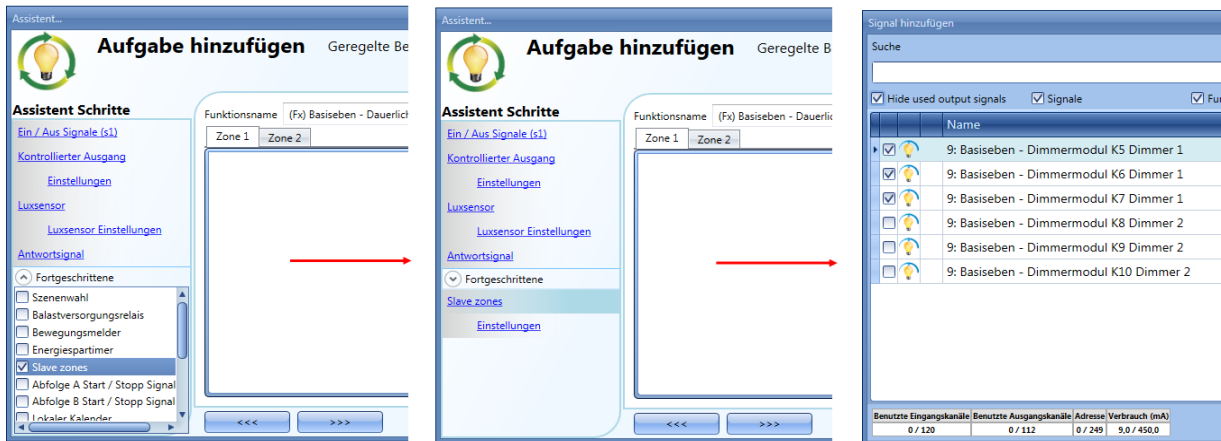 Assistent...
Aufgabe hinzufügen Geregelte Be
Assistent Schritte
Ein / Aus Signale (s1)
Kontrollierter Ausgang
Einstellungen
Luxsensor
Luxsensor Einstellungen
Antwortsignal
Fortgeschrittene
Szenenwahl
Balastversorgungsrelais
Bewegungsmelder
Energiespartimer
Slave zones
Abfolge A Start / Stopp Signal
Abfolge B Start / Stopp Signal
Lokaler Kalender
Funktionsname (Fx) Basiseben - Dauerlich
Zone 1 Zone 2
<<< >>>
Assistent...
Aufgabe hinzufügen Geregelte B
Assistent Schritte
Ein / Aus Signale (s1)
Kontrollierter Ausgang
Einstellungen
Luxsensor
Luxsensor Einstellungen
Antwortsignal
Fortgeschrittene
Slave zones
Einstellungen
Funktionsname (Fx) Basiseben - Dauerlic
Zone 1 Zone 2
<<< >>>
Signal hinzufügen
Suche
Hide used output signals Signale Fur
Name
9: Basiseben - Dimmermodul K5 Dimmer 1
9: Basiseben - Dimmermodul K6 Dimmer 1
9: Basiseben - Dimmermodul K7 Dimmer 1
9: Basiseben - Dimmermodul K8 Dimmer 2
9: Basiseben - Dimmermodul K9 Dimmer 2
9: Basiseben - Dimmermodul K10 Dimmer 2
Benutzte Eingangskanäle Benutzte Ausgangskanäle Adresse Verbrauch (mA)
0 / 120 0 / 112 0 / 249 9,0 / 450,0